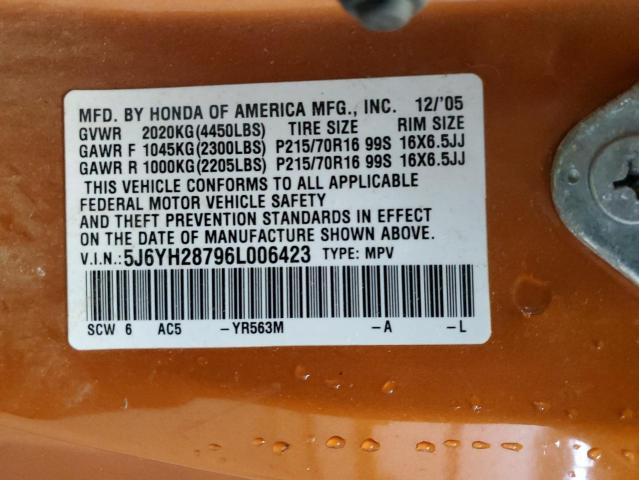 MFD. BY HONDA OF AMERICA MFG., INC. 12/'05
GVWR 2020KG(4450LBS) TIRE SIZE RIM SIZE
GAWR F 1045KG(2300LBS) P215/70R16 99S 16X6.5JJ
GAWR R 1000KG(2205LBS) P215/70R16 99S 16X6.5JJ
THIS VEHICLE CONFORMS TO ALL APPLICABLE
FEDERAL MOTOR VEHICLE SAFETY
AND THEFT PREVENTION STANDARDS IN EFFECT
ON THE DATE OF MANUFACTURE SHOWN ABOVE.
V.I.N.:5J6YH28796L006423 TYPE: MPV
SCW 6 AC5 -YR563M -A -L